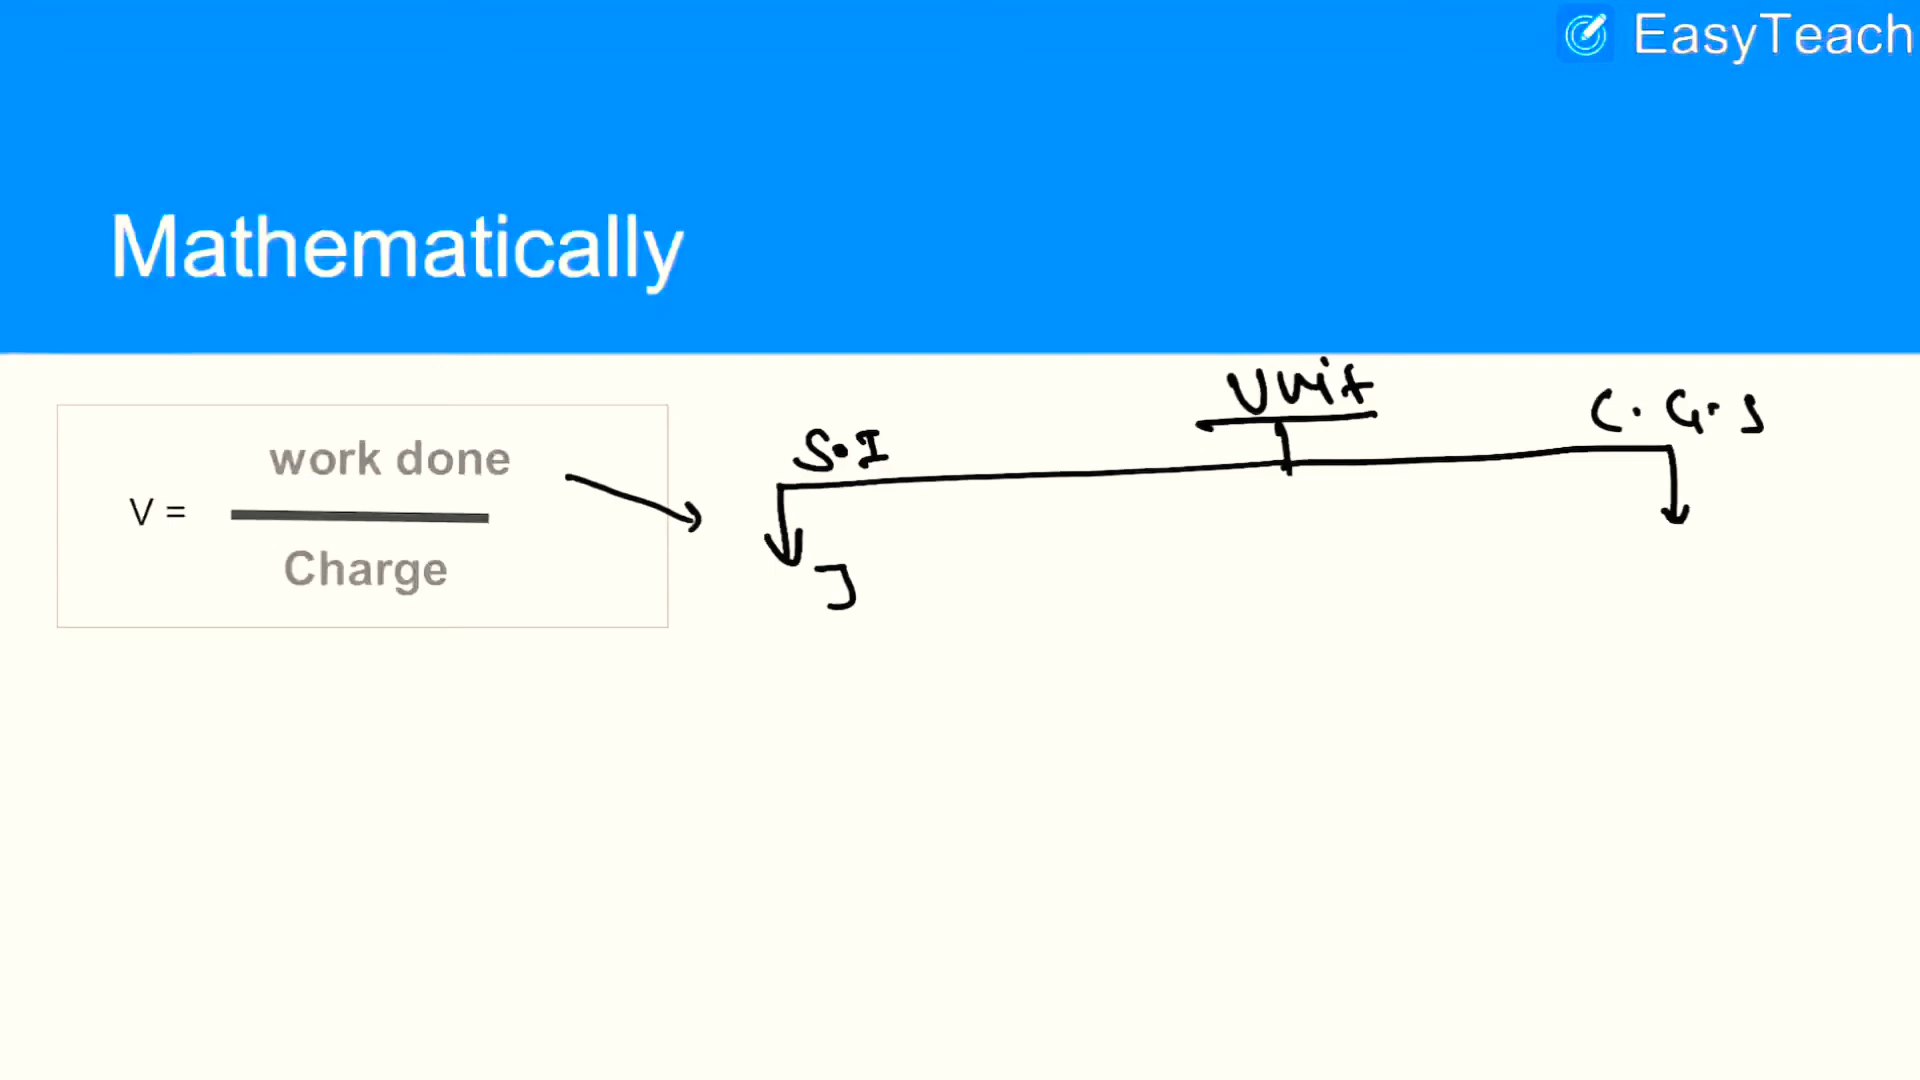 EasyTeach
Mathematically
Unit
S.I
C.G.S
work done
V =
Charge
J